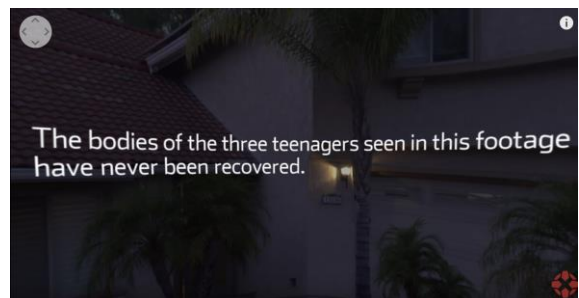 The bodies of the three teenagers seen in this footage
have never been recovered.